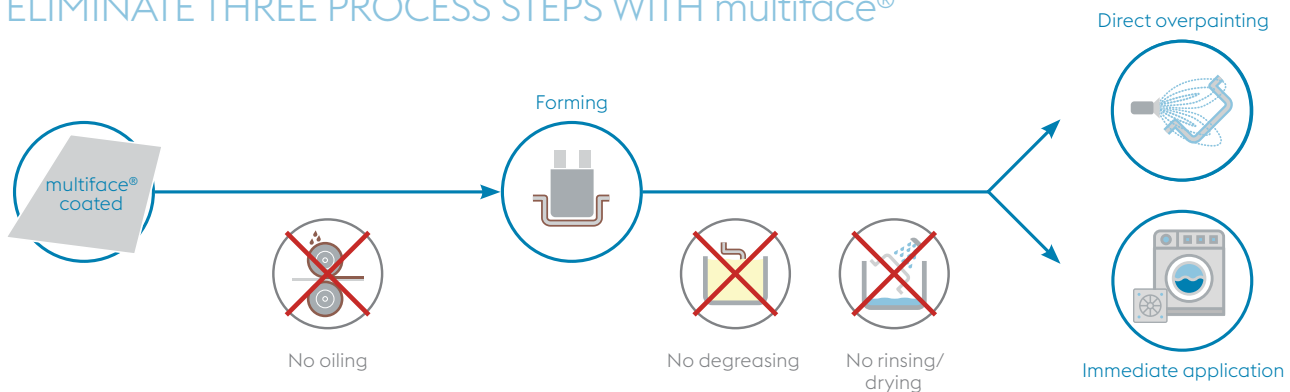 ELIMINATE THREE PROCESS STEPS WITH multiface®
Direct overpainting
Forming
multiface®
coated
No oiling
No degreasing
No rinsing/
drying
Immediate application